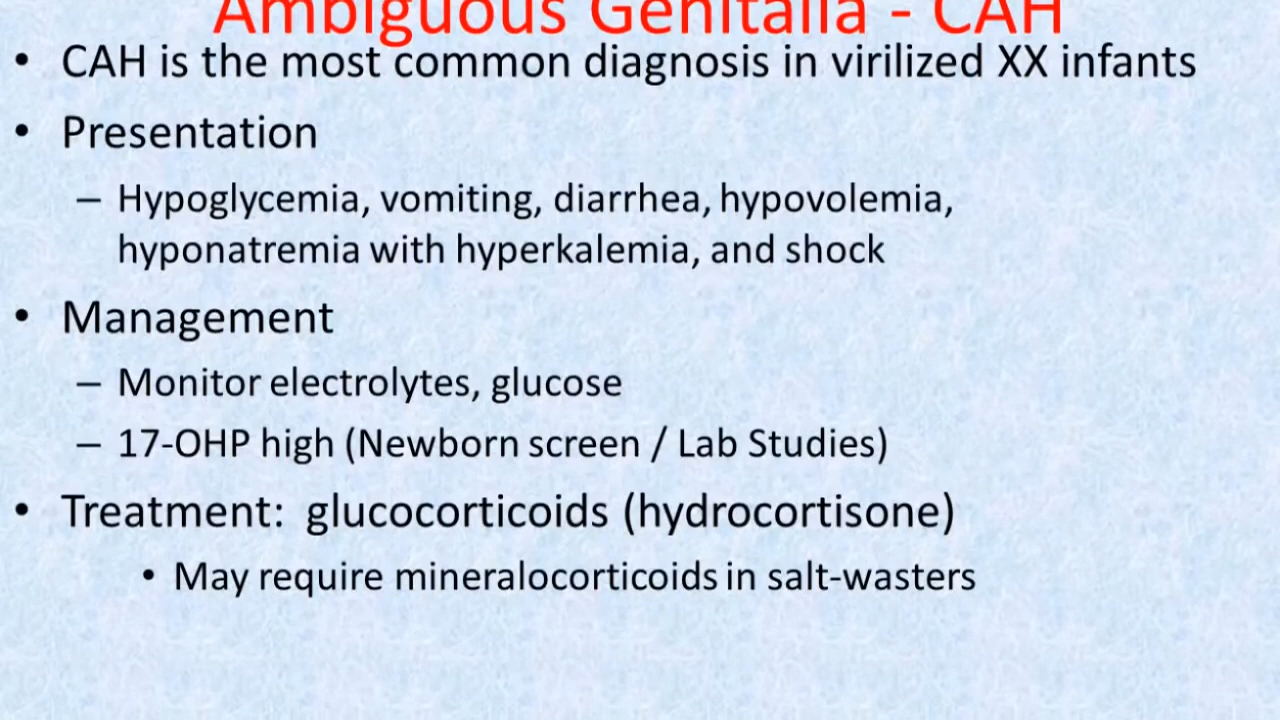 Ambiguous Genitalia - CAH
• CAH is the most common diagnosis in virilized XX infants
• Presentation
– Hypoglycemia, vomiting, diarrhea, hypovolemia,
hyponatremia with hyperkalemia, and shock
• Management
– Monitor electrolytes, glucose
– 17-OHP high (Newborn screen / Lab Studies)
• Treatment: glucocorticoids (hydrocortisone)
• May require mineralocorticoids in salt-wasters